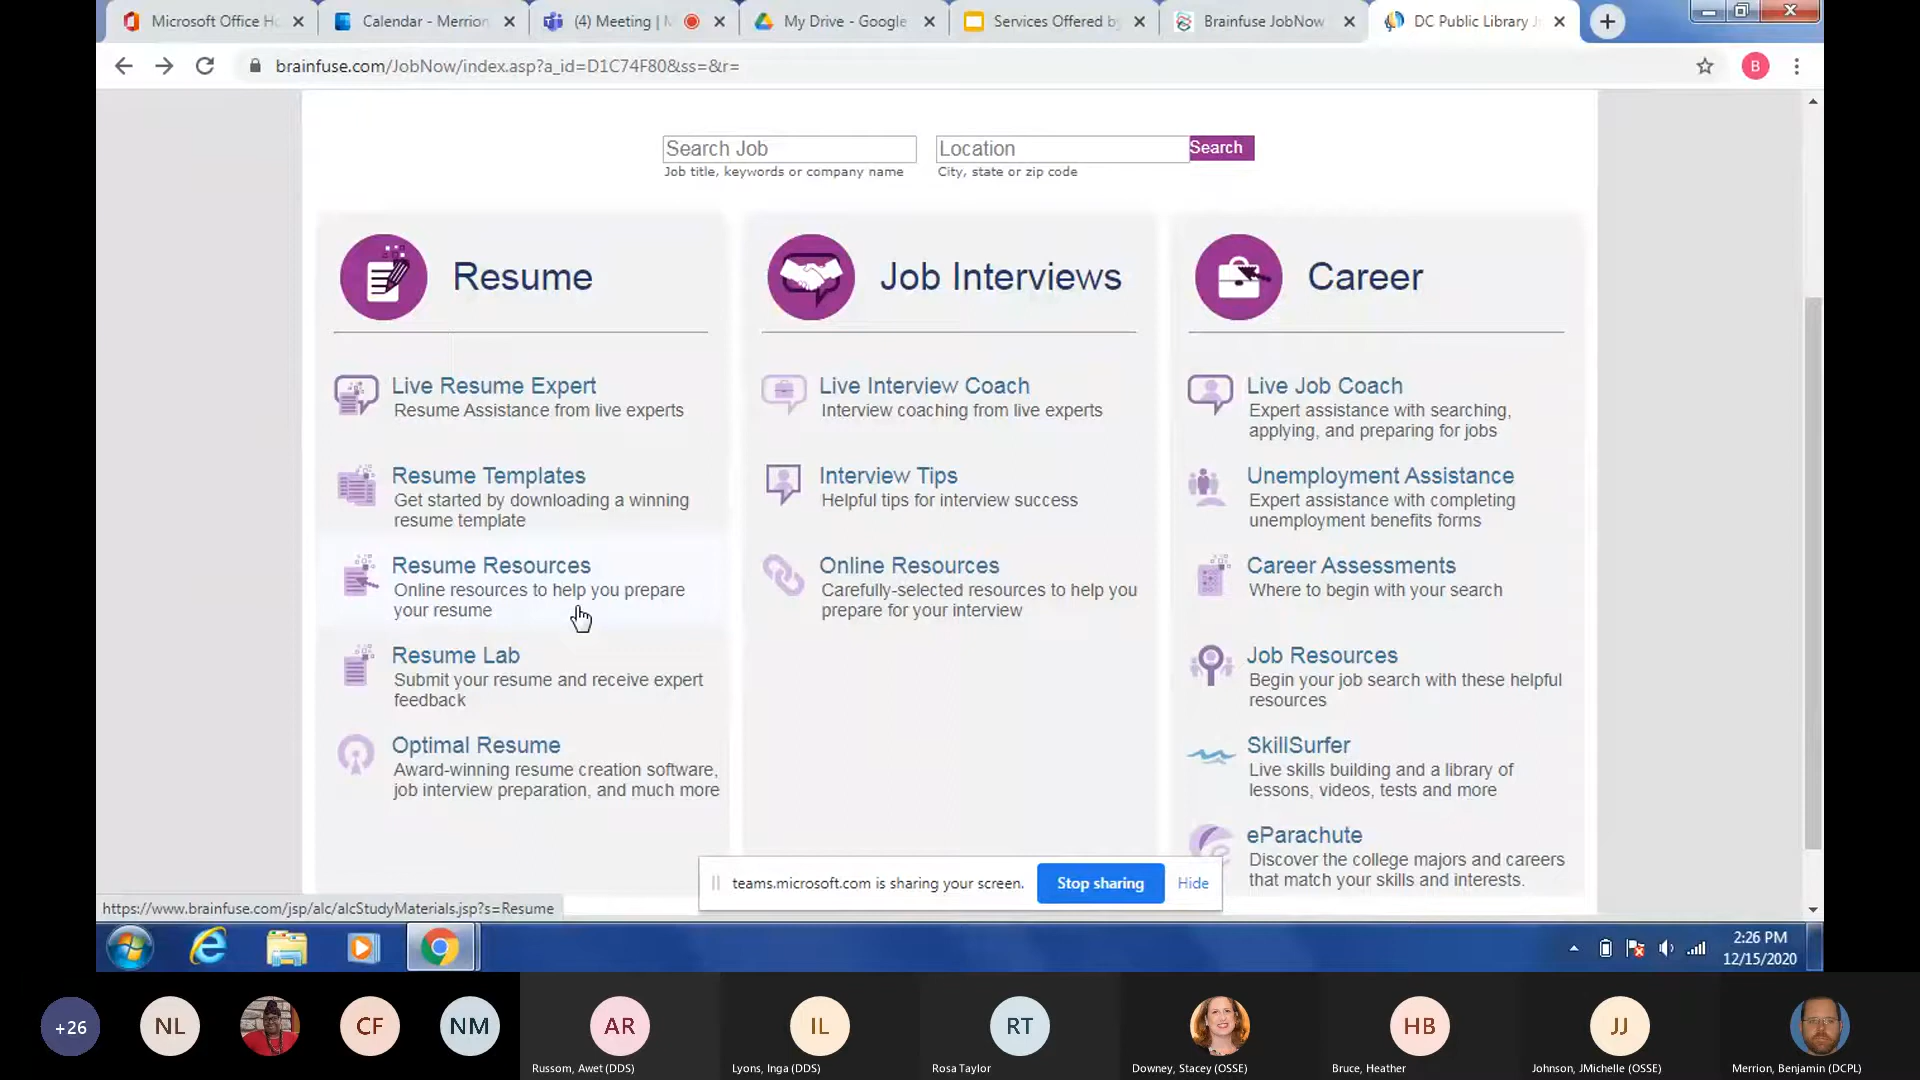 Microsoft Office Ho
Calendar - Merrion
(4) Meeting | M
My Drive - Google
Services Offered by
Brainfuse JobNow
DC Public Library J
brainfuse.com/JobNow/index.asp?a_id=D1C74F80&ss=&r=
B
Search Job
Location
Search
Job title, keywords or company name
City, state or zip code
Resume
Live Resume Expert
Resume Assistance from live experts
Resume Templates
Get started by downloading a winning
resume template
Resume Resources
Online resources to help you prepare
your resume
Resume Lab
Submit your resume and receive expert
feedback
Optimal Resume
Award-winning resume creation software,
job interview preparation, and much more
Job Interviews
Live Interview Coach
Interview coaching from live experts
Interview Tips
Helpful tips for interview success
Online Resources
Carefully-selected resources to help you
prepare for your interview
Career
Live Job Coach
Expert assistance with searching,
applying, and preparing for jobs
Unemployment Assistance
Expert assistance with completing
unemployment benefits forms
Career Assessments
Where to begin with your search
Job Resources
Begin your job search with these helpful
resources
SkillSurfer
Live skills building and a library of
lessons, videos, tests and more
eParachute
Discover the college majors and careers
that match your skills and interests.
teams.microsoft.com is sharing your screen.
Stop sharing
Hide
https://www.brainfuse.com/jsp/alc/alcStudyMaterials.jsp?s=Resume
2:26 PM
12/15/2020
+26
NL
CF
NM
AR
IL
RT
HB
JJ
Russom, Awet (DDS)
Lyons, Inga (DDS)
Rosa Taylor
Downey, Stacey (OSSE)
Bruce, Heather
Johnson, JMichelle (OSSE)
Merrion, Benjamin (DCPL)